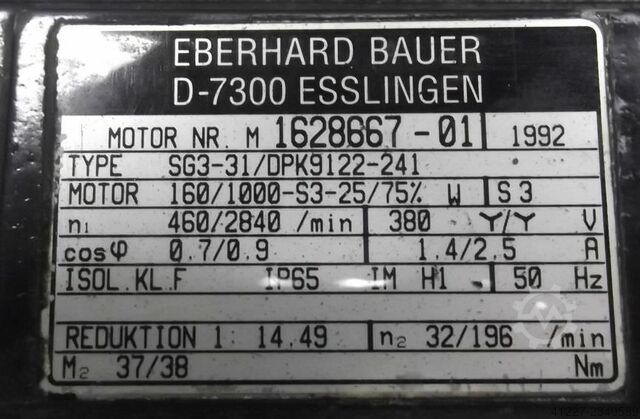 EBERHARD BAUER
D-7300 ESSLINGEN
MOTOR NR. M 1628667-01 1992
TYPE SG3-31/DPK9122-241
MOTOR 160/1000-S3-25/75% W S3
n1 460/2840 /min 380 Y/Y V
cosφ 0.7/0.9 1.4/2.5 A
ISOL.KL.F IP65 IM H1 50 Hz
REDUKTION 1: 14.49 n2 32/196 /min
M2 37/38 Nm